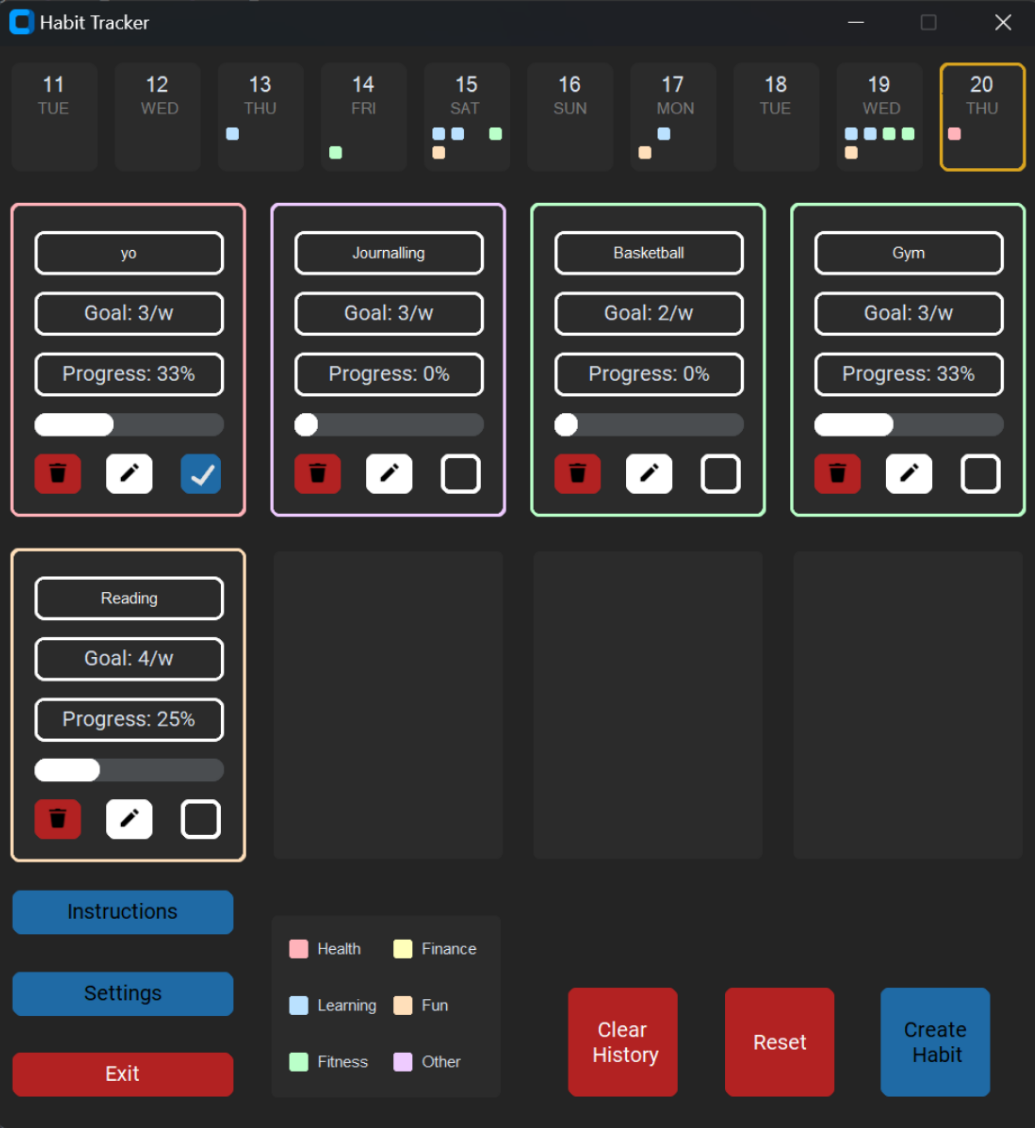 Habit Tracker
11 12 13 14 15 16 17 18 19 20
TUE WED THU FRI SAT SUN MON TUE WED THU
yo Journalling Basketball Gym
Goal: 3/w Goal: 3/w Goal: 2/w Goal: 3/w
Progress: 33% Progress: 0% Progress: 0% Progress: 33%
Reading
Goal: 4/w
Progress: 25%
Instructions
Settings
Exit
Health Finance
Learning Fun
Fitness Other
Clear
History
Reset
Create
Habit